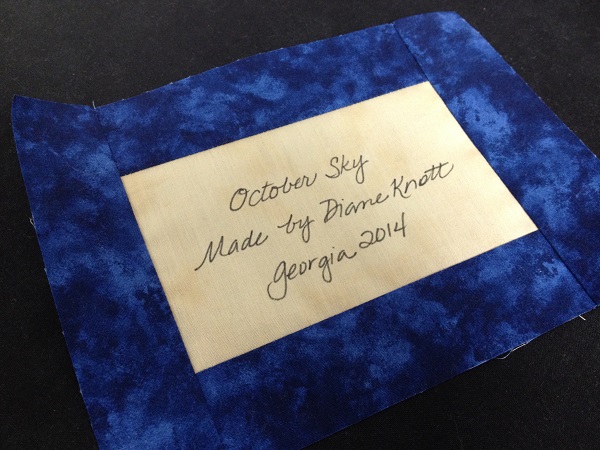 October Sky
Made by Diane Knott
Georgia 2014